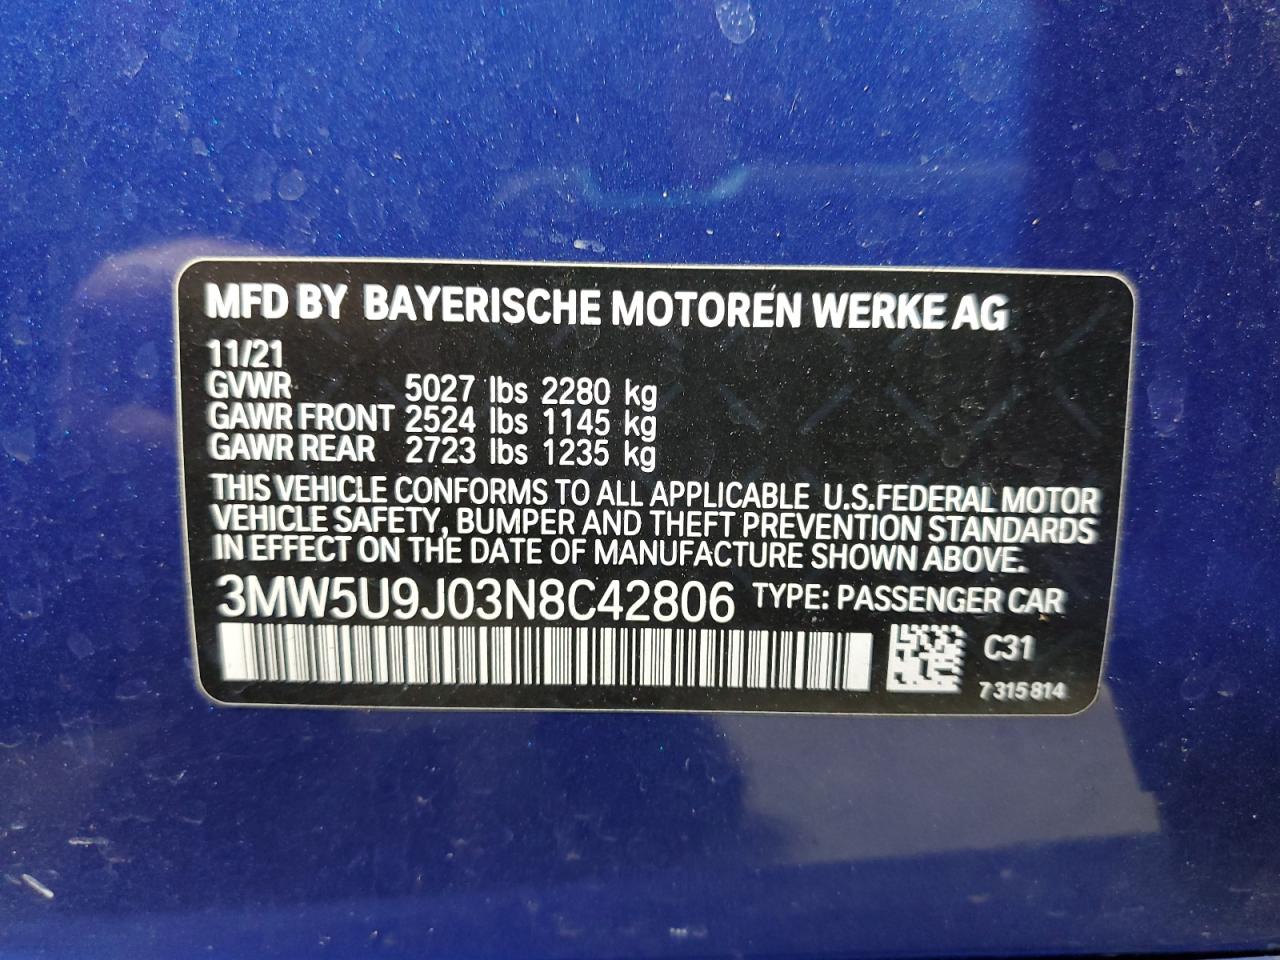 MFD BY BAYERISCHE MOTOREN WERKE AG
11/21
GVWR 5027 lbs 2280 kg
GAWR FRONT 2524 lbs 1145 kg
GAWR REAR 2723 lbs 1235 kg
THIS VEHICLE CONFORMS TO ALL APPLICABLE U.S.FEDERAL MOTOR
VEHICLE SAFETY, BUMPER AND THEFT PREVENTION STANDARDS
IN EFFECT ON THE DATE OF MANUFACTURE SHOWN ABOVE.
3MW5U9J03N8C42806 TYPE: PASSENGER CAR
C31
7 315 814